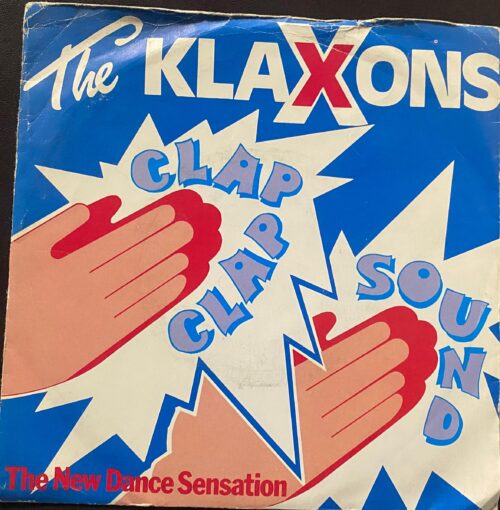 The KLAXONS
CLAP
CLAP
SOUND
The New Dance Sensation